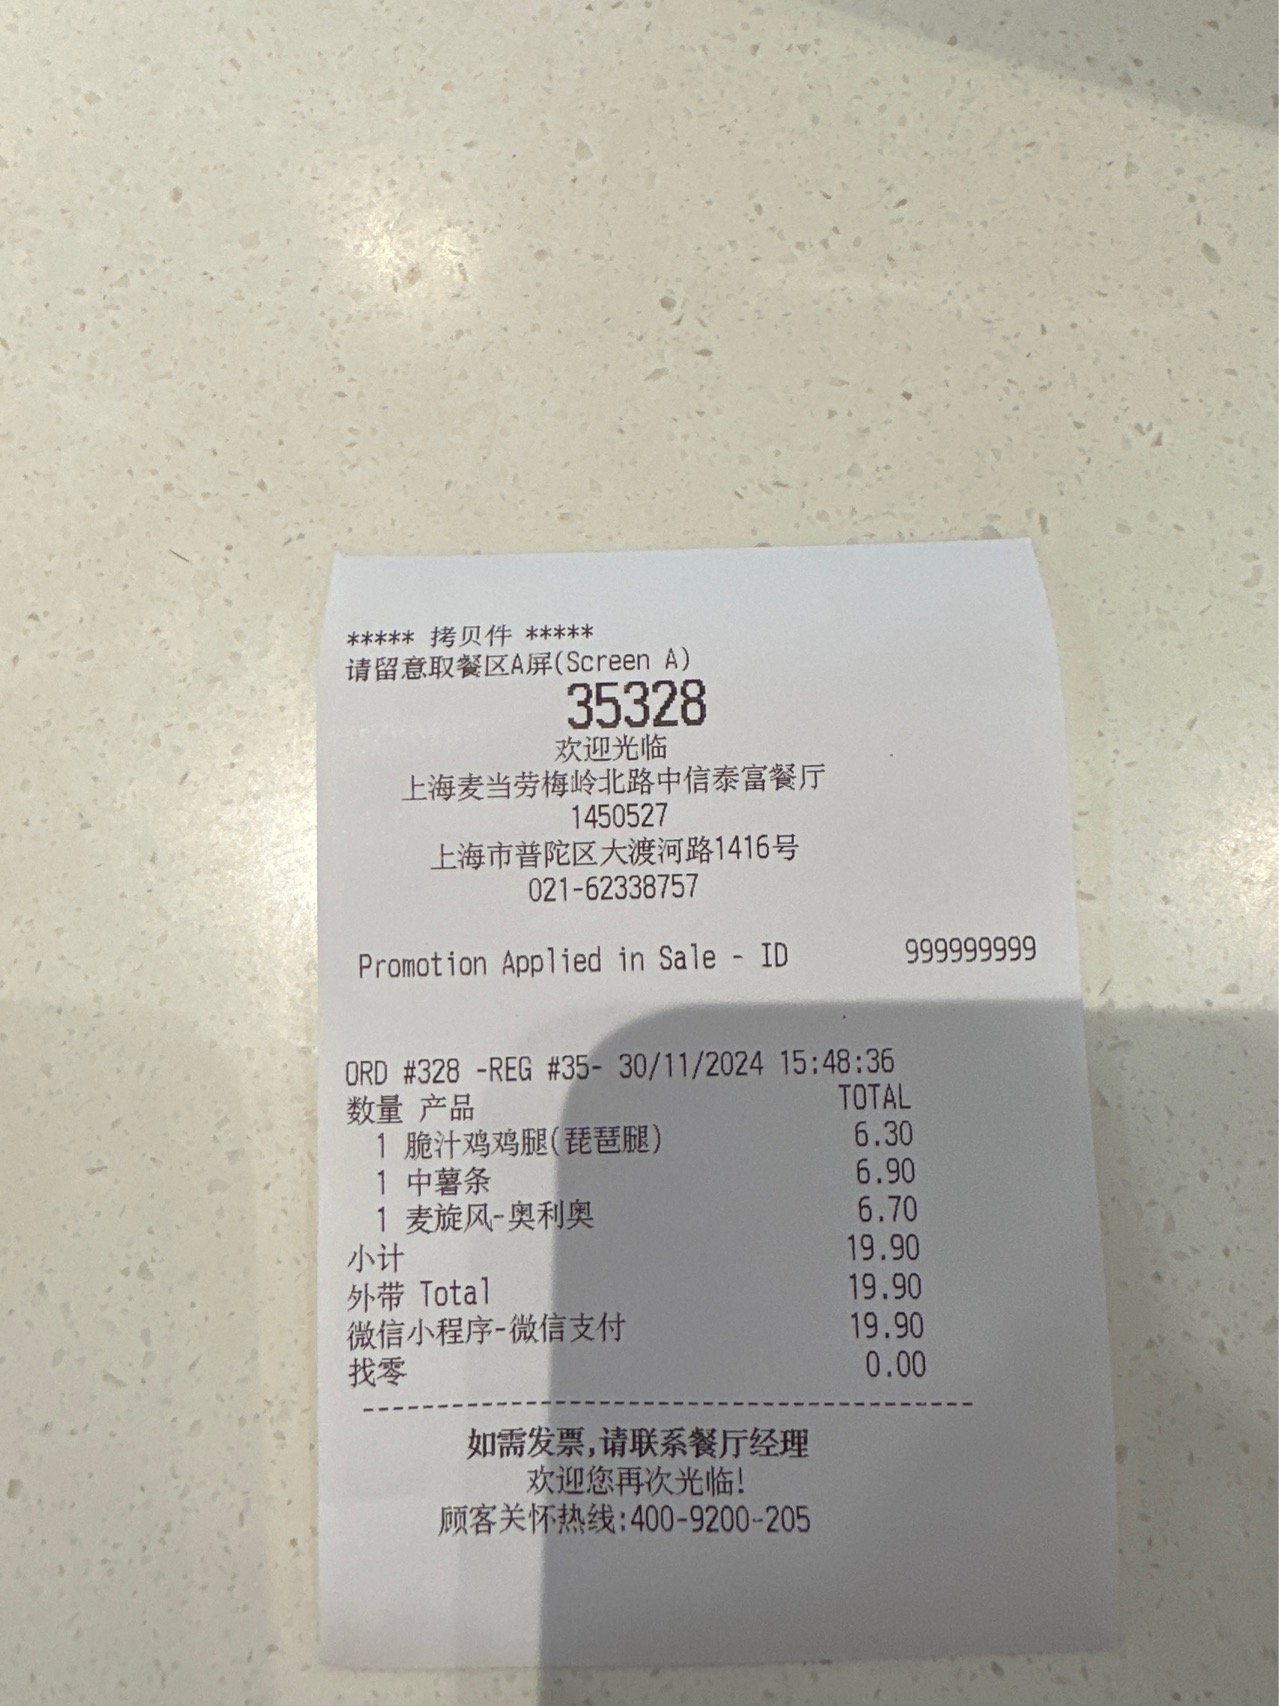 ***** 拷贝件 *****
请留意取餐区A屏(Screen A)
35328
欢迎光临
上海麦当劳梅岭北路中信泰富餐厅
1450527
上海市普陀区大渡河路1416号
021-62338757
Promotion Applied in Sale - ID 999999999
ORD #328 -REG #35- 30/11/2024 15:48:36
数量 产品 TOTAL
1 脆汁鸡鸡腿(琵琶腿) 6.30
1 中薯条 6.90
1 麦旋风-奥利奥 6.70
小计 19.90
外带 Total 19.90
微信小程序-微信支付 19.90
找零 0.00
----------------------------------------
如需发票,请联系餐厅经理
欢迎您再次光临!
顾客关怀热线:400-9200-205